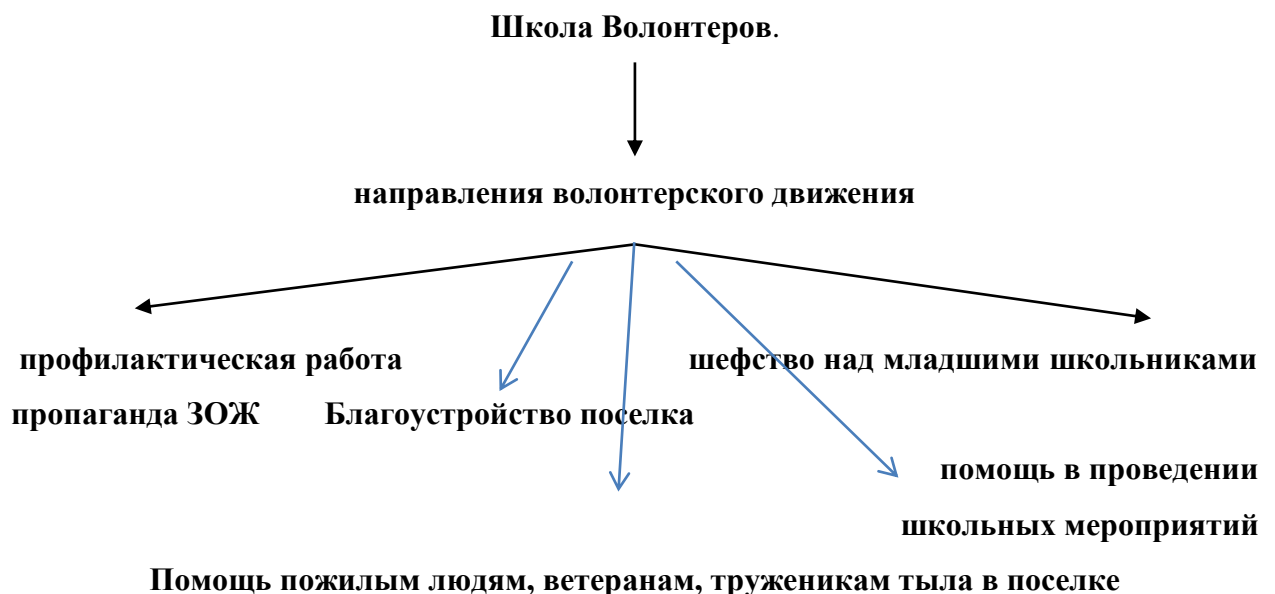 Школа Волонтеров.
направления волонтерского движения
профилактическая работа
шефство над младшими школьниками
пропаганда ЗОЖ
Благоустройство поселка
помощь в проведении
школьных мероприятий
Помощь пожилым людям, ветеранам, труженикам тыла в поселке